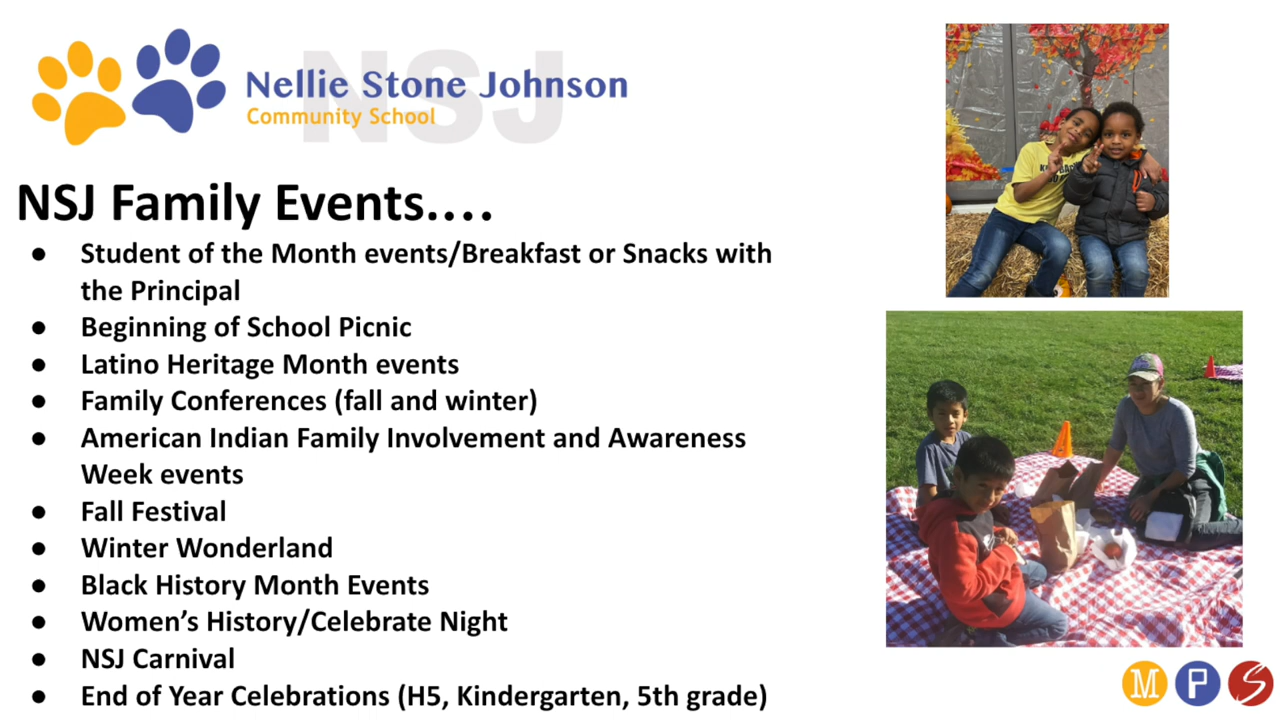 NSJ
Nellie Stone Johnson
Community School
NSJ Family Events....
● Student of the Month events/Breakfast or Snacks with
the Principal
● Beginning of School Picnic
● Latino Heritage Month events
● Family Conferences (fall and winter)
● American Indian Family Involvement and Awareness
Week events
● Fall Festival
● Winter Wonderland
● Black History Month Events
● Women's History/Celebrate Night
● NSJ Carnival
● End of Year Celebrations (H5, Kindergarten, 5th grade)
M P S